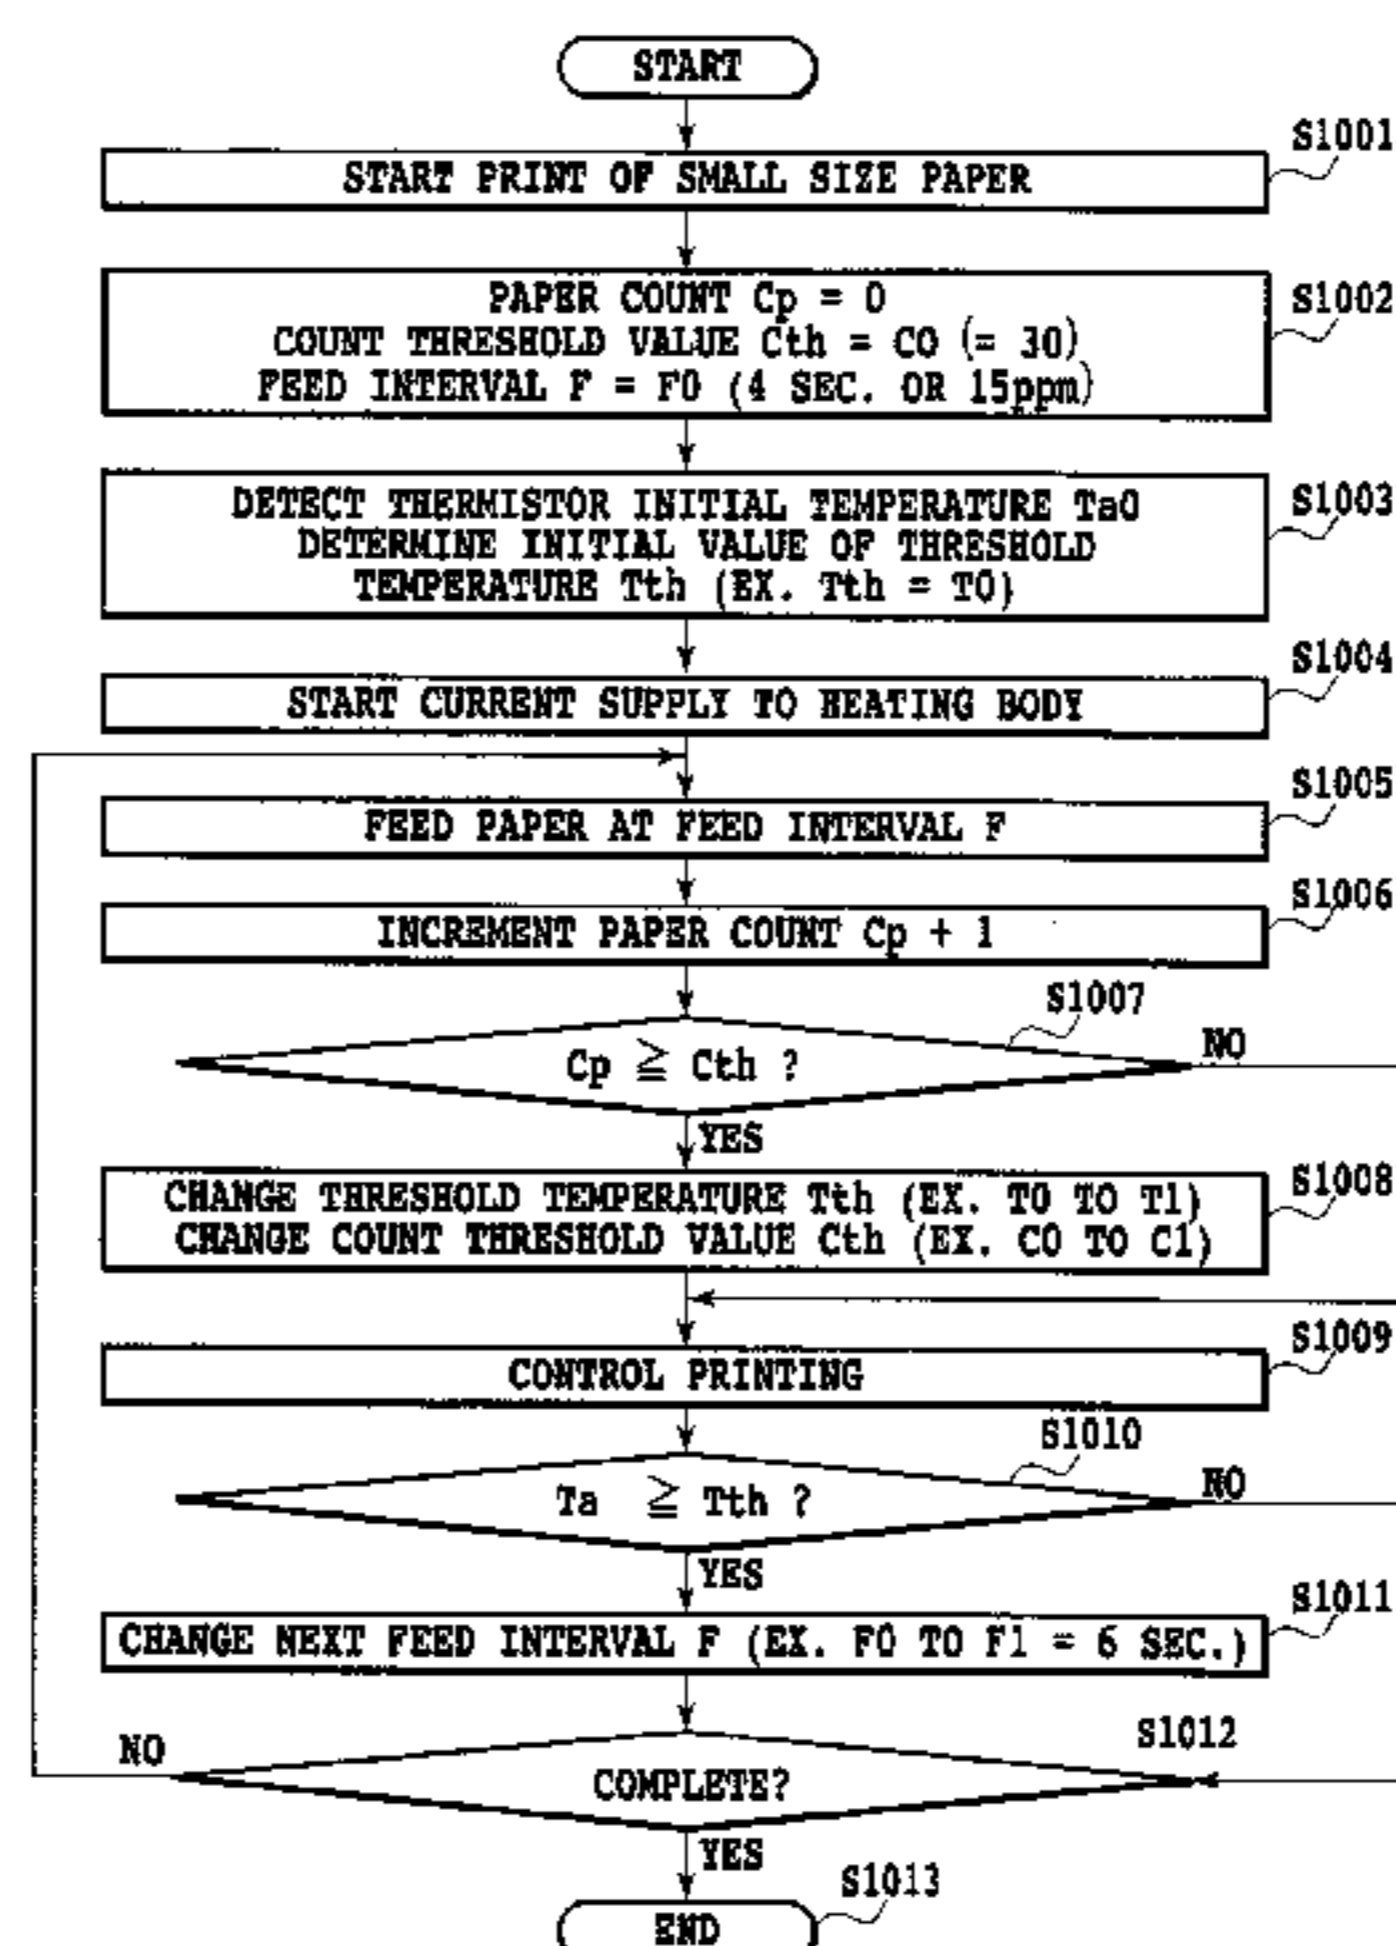 START
S1001
START PRINT OF SMALL SIZE PAPER
S1002
PAPER COUNT Cp = 0
COUNT THRESHOLD VALUE Cth = C0 (= 30)
FEED INTERVAL F = F0 (4 SEC. OR 15ppm)
S1003
DETECT THERMISTOR INITIAL TEMPERATURE Ta0
DETERMINE INITIAL VALUE OF THRESHOLD
TEMPERATURE Tth (EX. Tth = T0)
S1004
START CURRENT SUPPLY TO HEATING BODY
S1005
FEED PAPER AT FEED INTERVAL F
S1006
INCREMENT PAPER COUNT Cp + 1
S1007
Cp ≧ Cth ?
NO
YES
S1008
CHANGE THRESHOLD TEMPERATURE Tth (EX. T0 TO T1)
CHANGE COUNT THRESHOLD VALUE Cth (EX. C0 TO C1)
S1009
CONTROL PRINTING
S1010
Ta ≧ Tth ?
NO
YES
S1011
CHANGE NEXT FEED INTERVAL F (EX. F0 TO F1 = 6 SEC.)
S1012
NO
COMPLETE?
YES
S1013
END